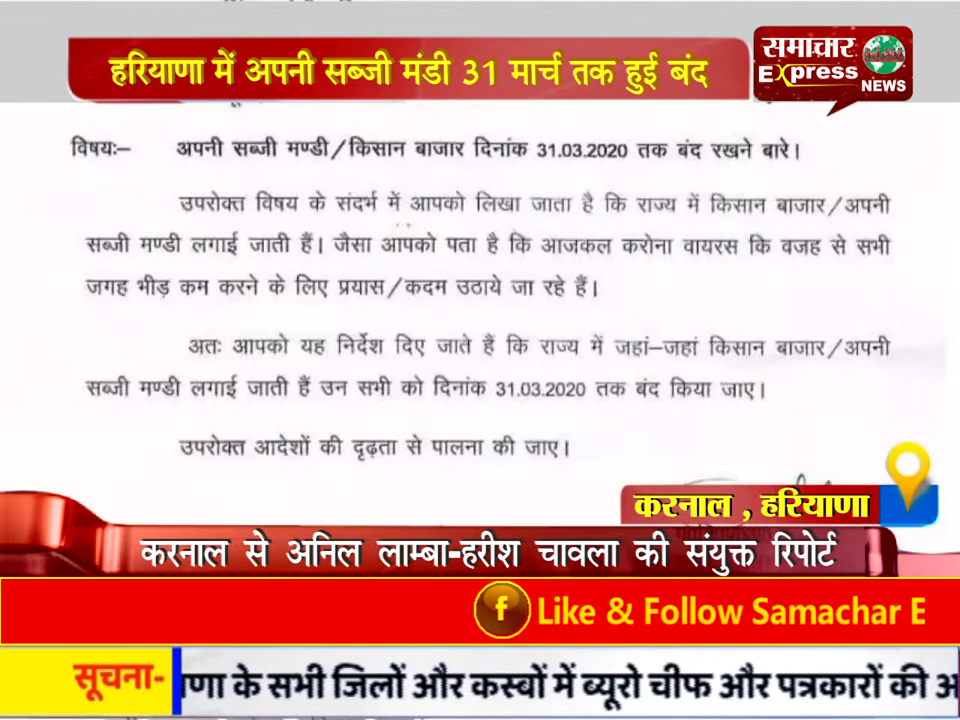 हरियाणा में अपनी सब्जी मंडी 31 मार्च तक हुई बंद
समाचार
Express
NEWS
विषयः– अपनी सब्जी मण्डी/किसान बाजार दिनांक 31.03.2020 तक बंद रखने बारे।
उपरोक्त विषय के संदर्भ में आपको लिखा जाता है कि राज्य में किसान बाजार/अपनी
सब्जी मण्डी लगाई जाती हैं। जैसा आपको पता है कि आजकल करोना वायरस कि वजह से सभी
जगह भीड़ कम करने के लिए प्रयास/कदम उठाये जा रहे हैं।
अतः आपको यह निर्देश दिए जाते हैं कि राज्य में जहां–जहां किसान बाजार/अपनी
सब्जी मण्डी लगाई जाती हैं उन सभी को दिनांक 31.03.2020 तक बंद किया जाए।
उपरोक्त आदेशों की दृढ़ता से पालना की जाए।
करनाल , हरियाणा
करनाल से अनिल लाम्बा-हरीश चावला की संयुक्त रिपोर्ट
f Like & Follow Samachar E
सूचना- णा के सभी जिलों और कस्बों में ब्यूरो चीफ और पत्रकारों की